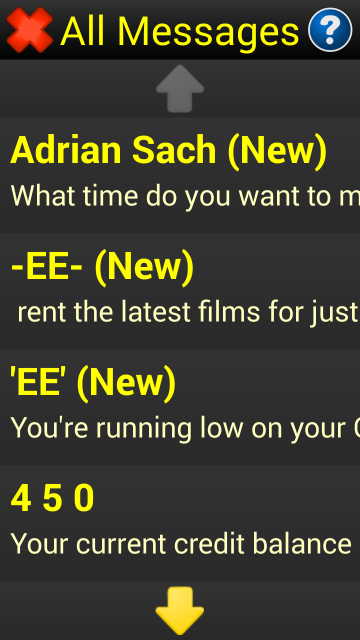 All Messages ?
Adrian Sach (New)
What time do you want to m
-EE- (New)
rent the latest films for just
'EE' (New)
You're running low on your
4 5 0
Your current credit balance